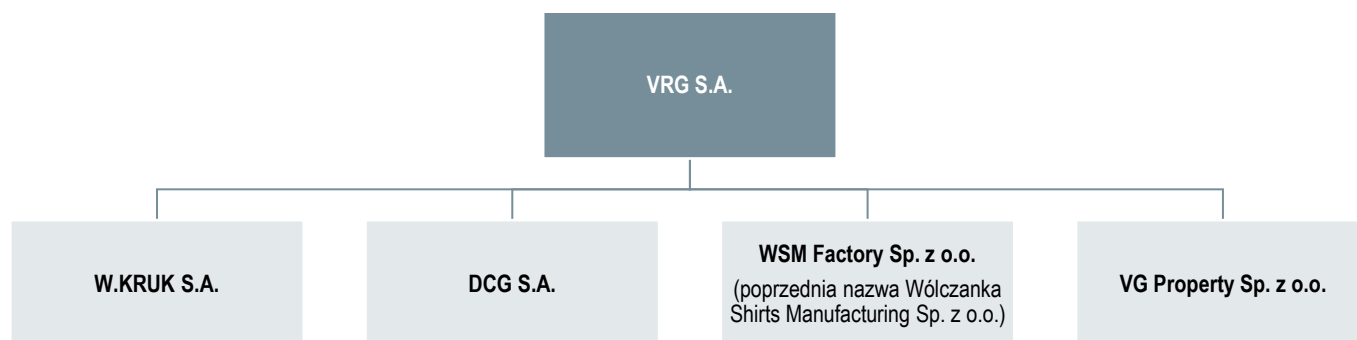 VRG S.A.
W.KRUK S.A.
DCG S.A.
WSM Factory Sp. z o.o.
(poprzednia nazwa Wólczanka
Shirts Manufacturing Sp. z o.o.)
VG Property Sp. z o.o.